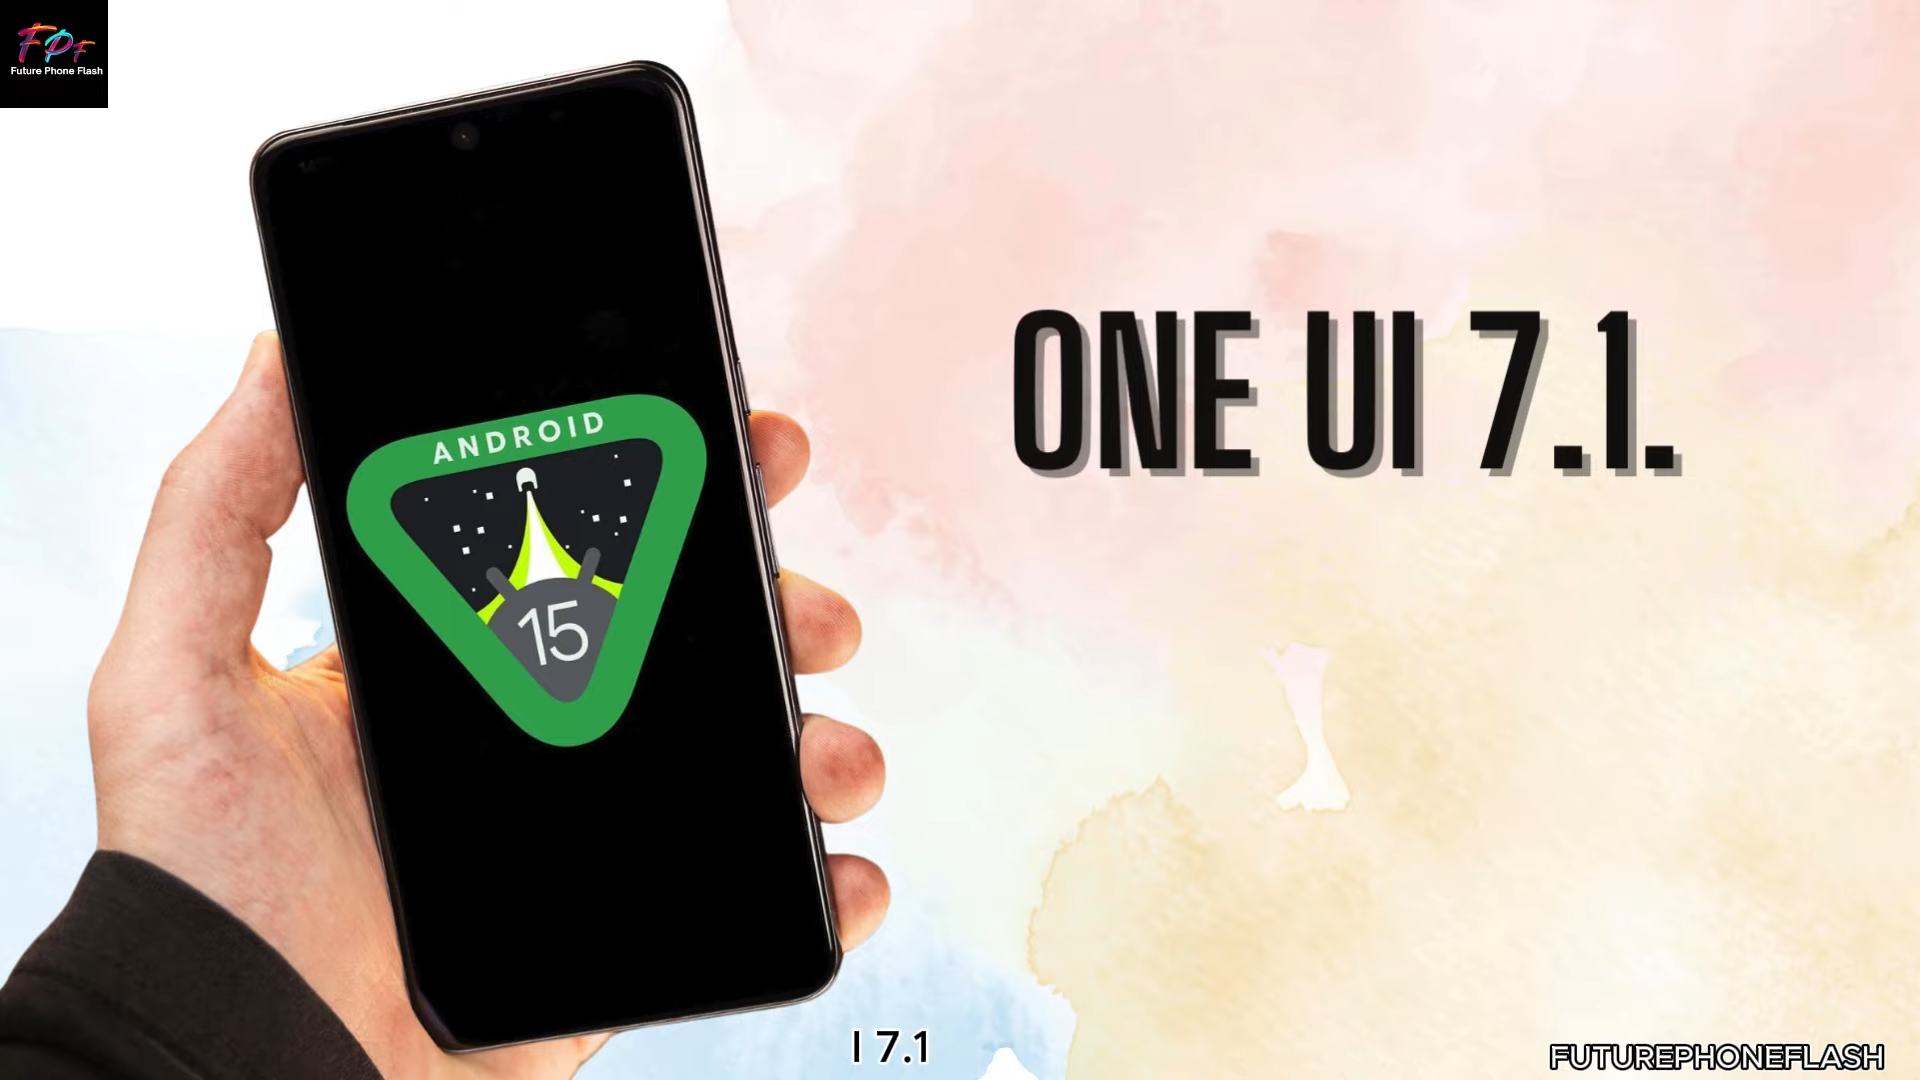 FPF
Future Phone Flash
ANDROID
15
ONE UI 7.1.
I 7.1
FUTUREPHONEFLASH